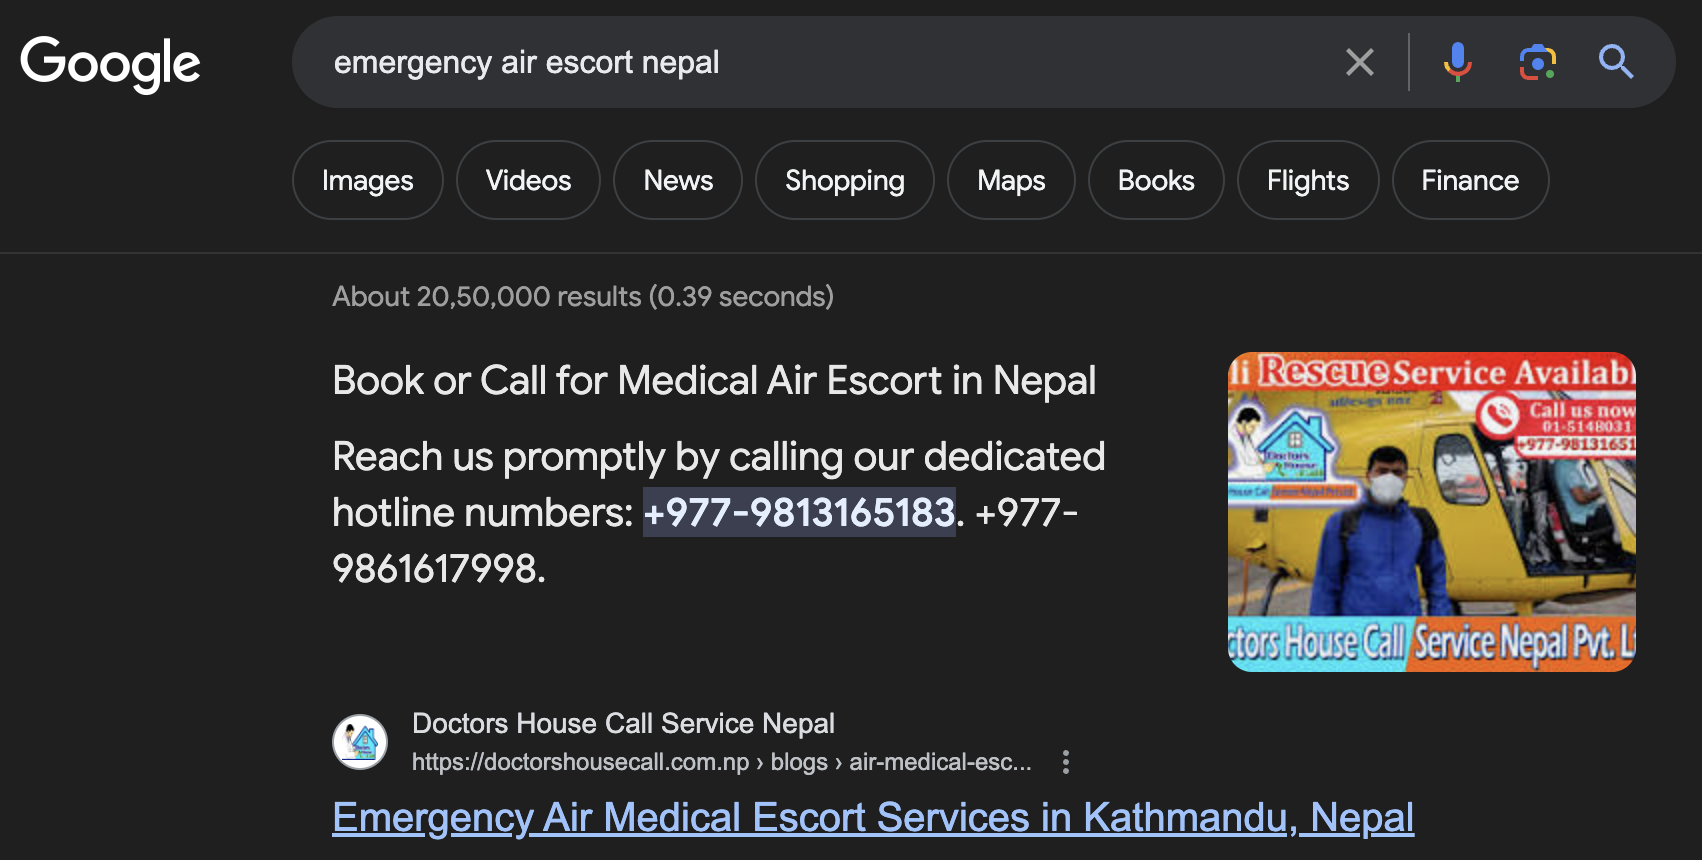 Google
emergency air escort nepal
Images
Videos
News
Shopping
Maps
Books
Flights
Finance
About 20,50,000 results (0.39 seconds)
Book or Call for Medical Air Escort in Nepal
Reach us promptly by calling our dedicated
hotline numbers: +977-9813165183. +977-
9861617998.
li Rescue Service Availabl
Call us now
01-5148031
+977-98131651
Doctors
House
Call
ctors House Call Service Nepal Pvt. L
Doctors House Call Service Nepal
https://doctorshousecall.com.np › blogs › air-medical-esc...
Emergency Air Medical Escort Services in Kathmandu, Nepal